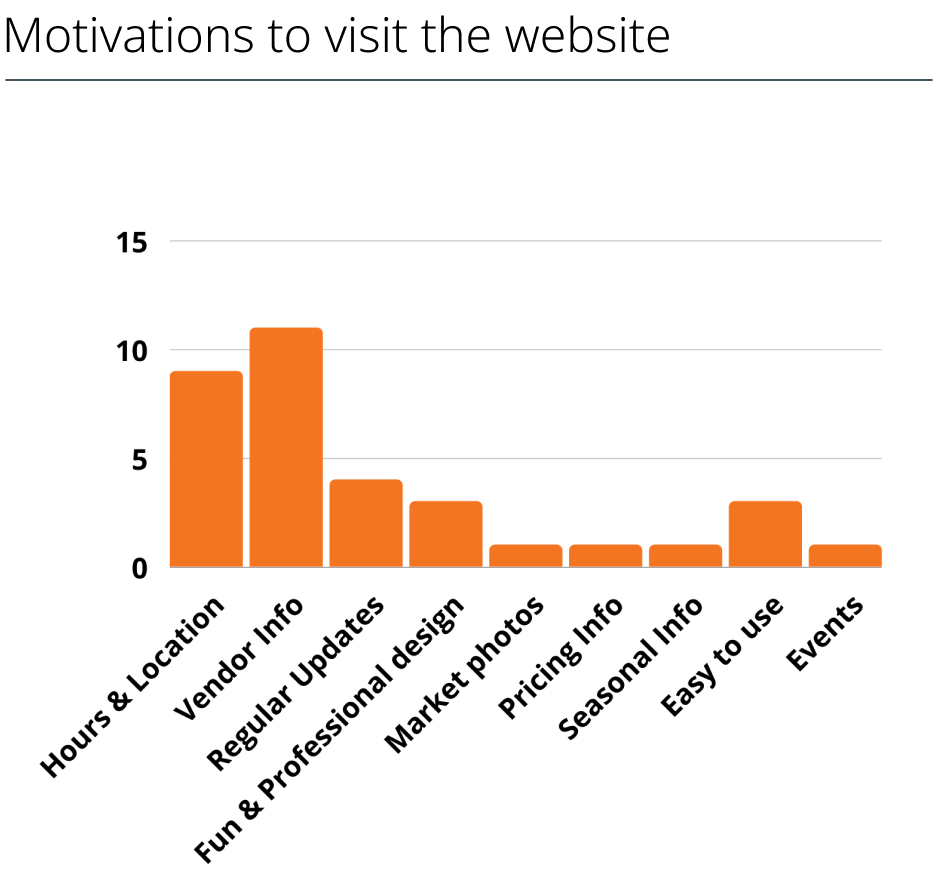 Motivations to visit the website
15
10
5
0
Hours & Location
Vendor Info
Regular Updates
Fun & Professional design
Market photos
Pricing Info
Seasonal Info
Easy to use
Events